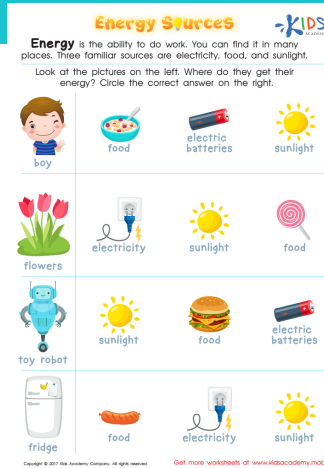 Energy Sources
KIDS
ACADEMY
Energy is the ability to do work. You can find it in many
places. Three familiar sources are electricity, food, and sunlight.
Look at the pictures on the left. Where do they get their
energy? Circle the correct answer on the right.
boy
food
electric
batteries
sunlight
flowers
electricity
sunlight
food
toy robot
sunlight
food
electric
batteries
fridge
food
electricity
sunlight
Copyright © 2017 Kids Academy Company. All rights reserved
Get more worksheets at www.kidsacademy.mob